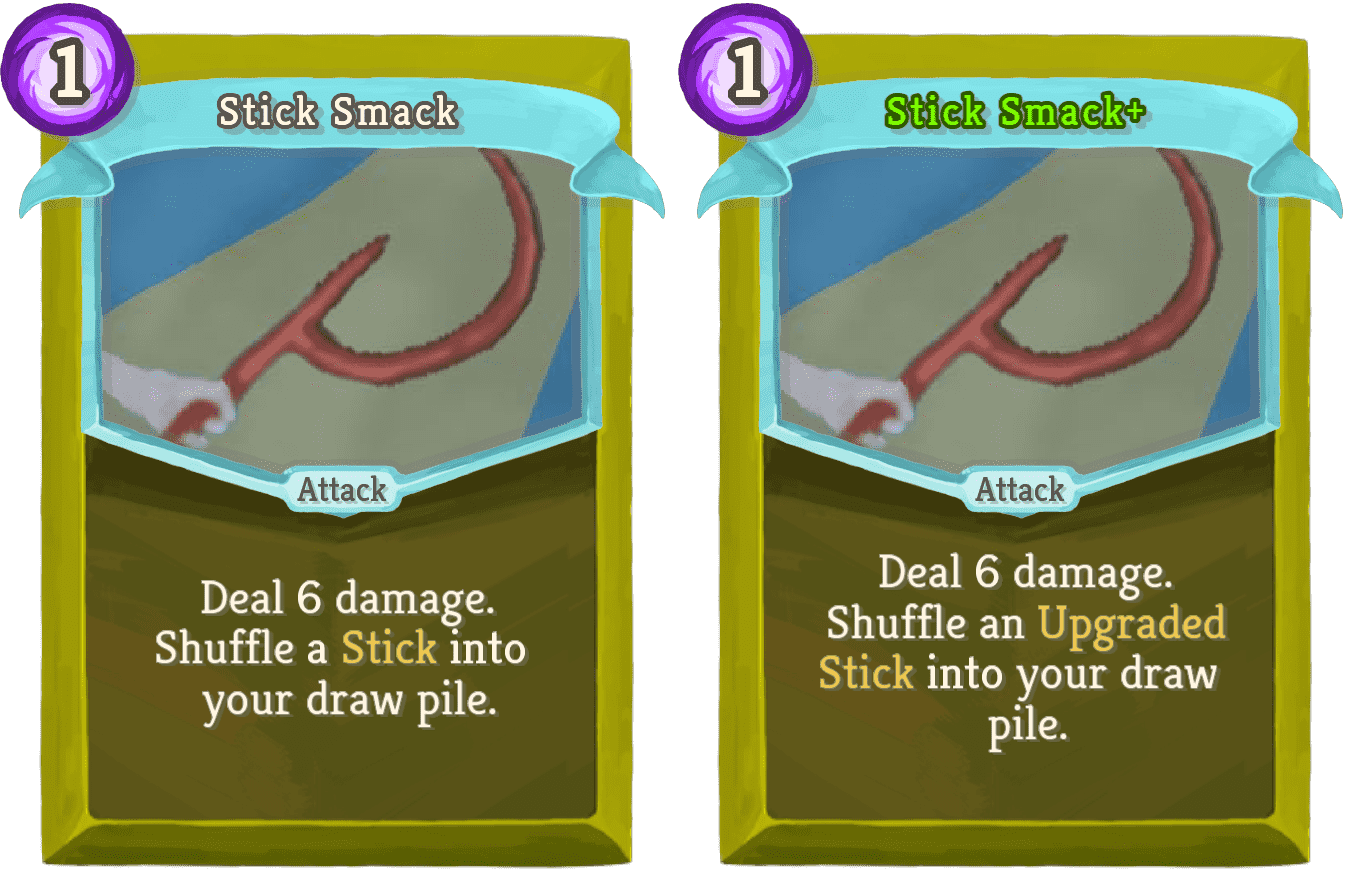 1
Stick Smack
Attack
Deal 6 damage.
Shuffle a Stick into
your draw pile.
1
Stick Smack+
Attack
Deal 6 damage.
Shuffle an Upgraded
Stick into your draw
pile.